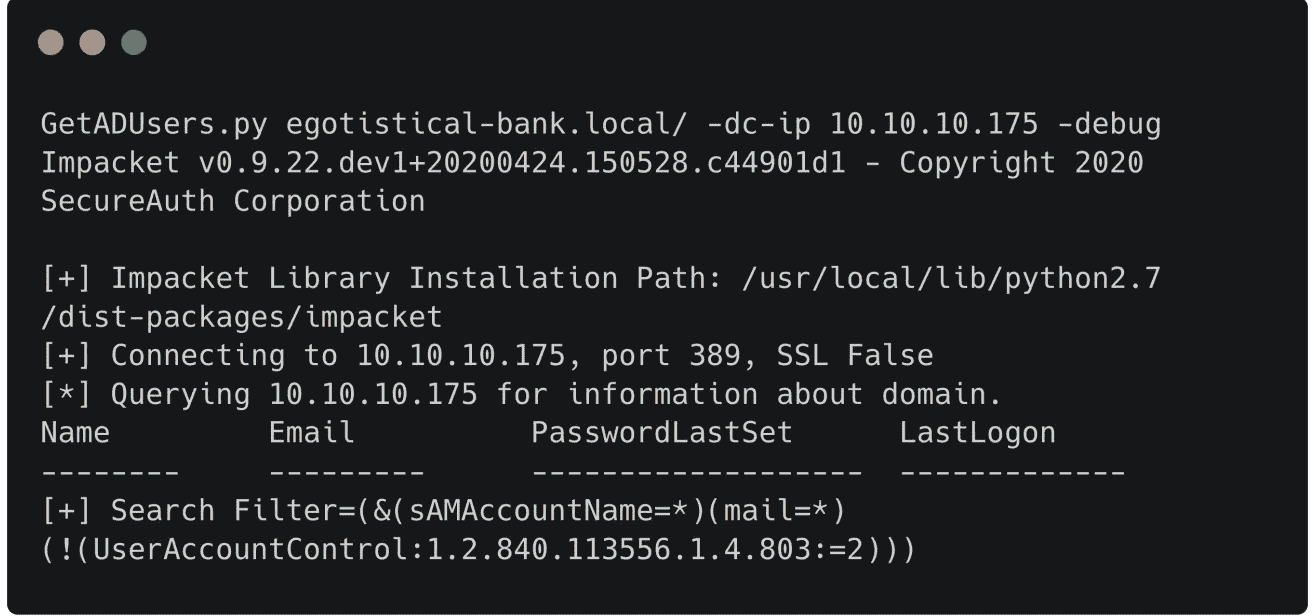 GetADUsers.py egotistical-bank.local/ -dc-ip 10.10.10.175 -debug
Impacket v0.9.22.dev1+20200424.150528.c44901d1 - Copyright 2020
SecureAuth Corporation
[+] Impacket Library Installation Path: /usr/local/lib/python2.7
/dist-packages/impacket
[+] Connecting to 10.10.10.175, port 389, SSL False
[*] Querying 10.10.10.175 for information about domain.
Name Email PasswordLastSet LastLogon
-------- --------- ------------------- -------------
[+] Search Filter=(&(sAMAccountName=*)(mail=*)
(!(UserAccountControl:1.2.840.113556.1.4.803:=2)))